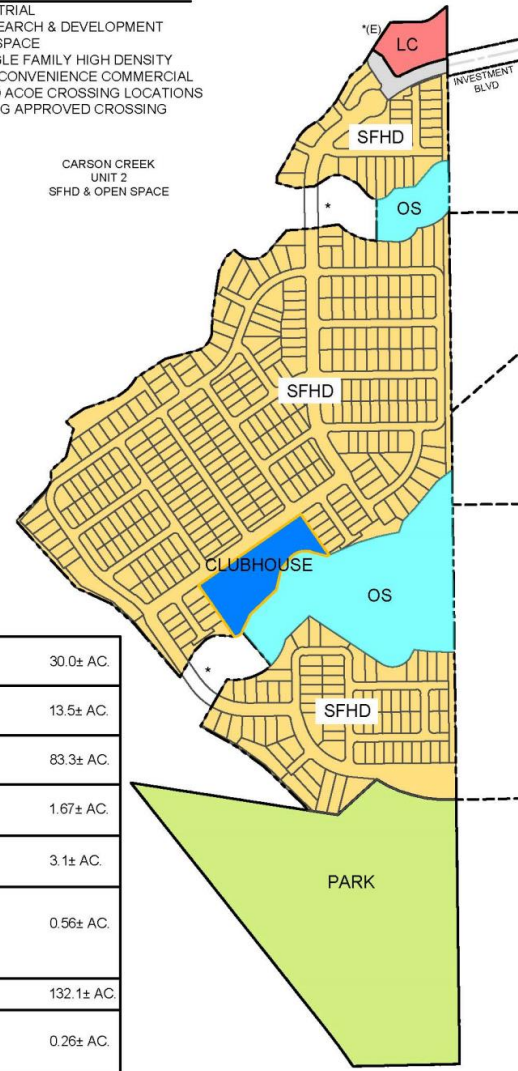 TRIAL
EARCH & DEVELOPMENT
SPACE
GLE FAMILY HIGH DENSITY
CONVENIENCE COMMERCIAL
ACOE CROSSING LOCATIONS
G APPROVED CROSSING
CARSON CREEK
UNIT 2
SFHD & OPEN SPACE
*(E)
LC
INVESTMENT
BLVD
SFHD
*
OS
SFHD
CLUBHOUSE
OS
*
SFHD
PARK
30.0± AC.
13.5± AC.
83.3± AC.
1.67± AC.
3.1± AC.
0.56± AC.
132.1± AC.
0.26± AC.